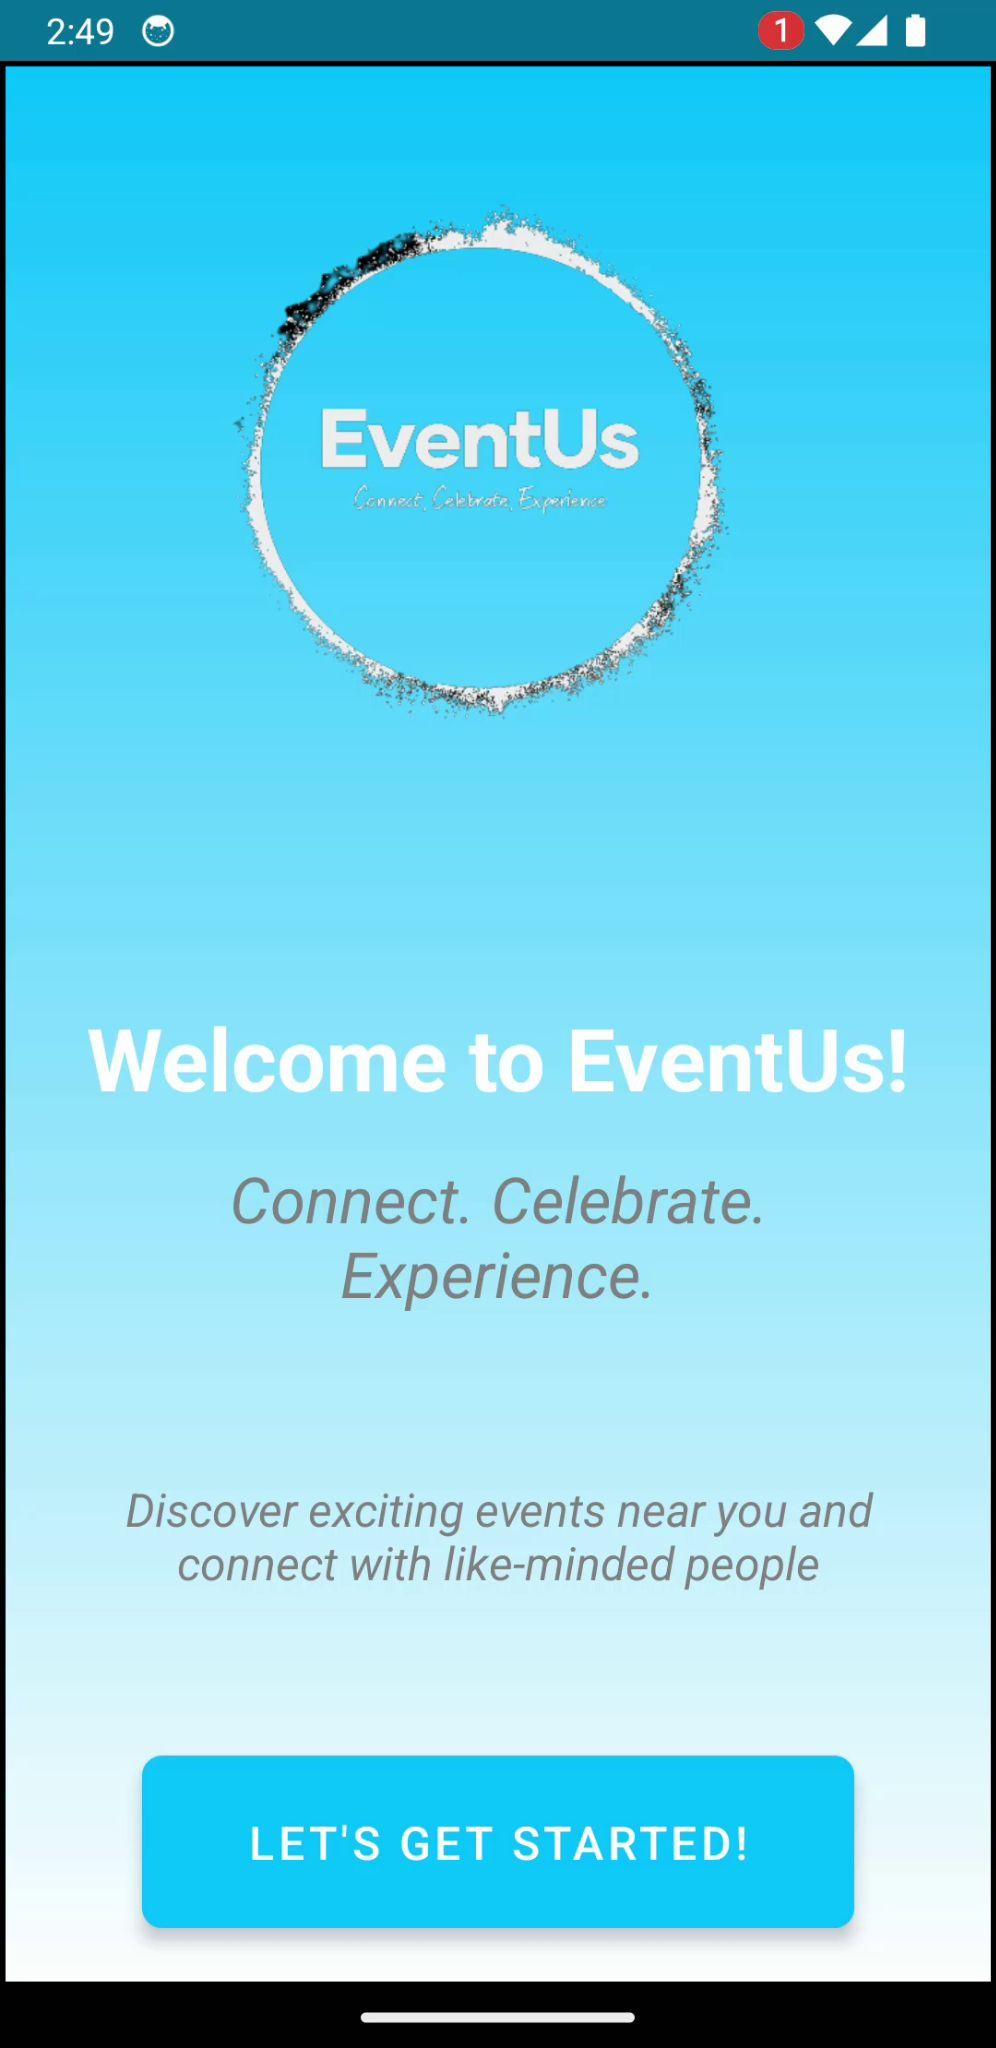 2:49
1
EventUs
Connect, Celebrate, Experience
Welcome to EventUs!
Connect. Celebrate.
Experience.
Discover exciting events near you and
connect with like-minded people
LET'S GET STARTED!